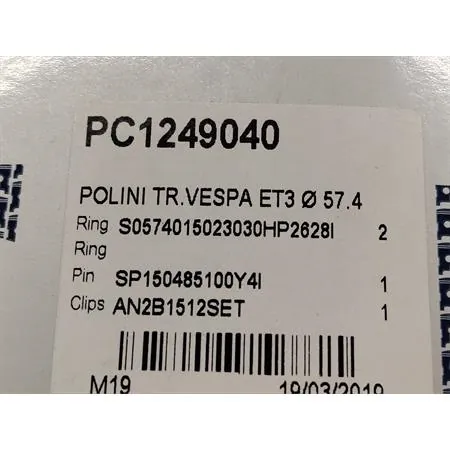 PC1249040
POLINI TR.VESPA ET3 Ø 57.4
Ring S0574015023030HP2628I 2
Ring
Pin SP150485100Y4I 1
Clips AN2B1512SET 1
M19 19/03/2019